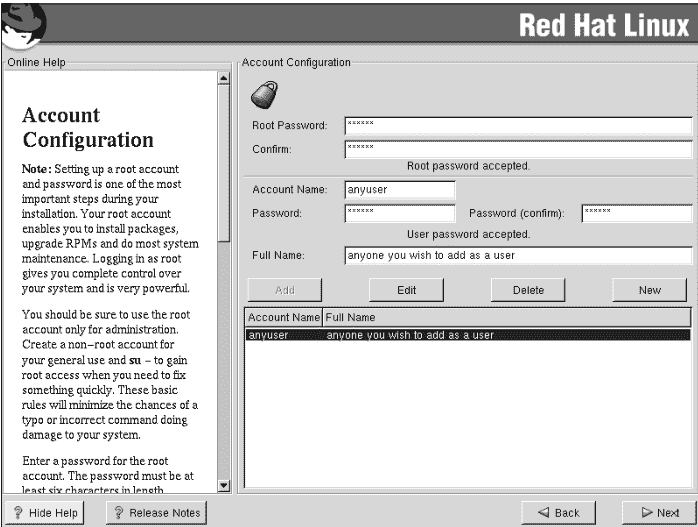 Red Hat Linux
Online Help
Account
Configuration
Note: Setting up a root account
and password is one of the most
important steps during your
installation. Your root account
enables you to install packages,
upgrade RPMs and do most system
maintenance. Logging in as root
gives you complete control over
your system and is very powerful.
You should be sure to use the root
account only for administration.
Create a non-root account for
your general use and su - to gain
root access when you need to fix
something quickly. These basic
rules will minimize the chances of a
typo or incorrect command doing
damage to your system.
Enter a password for the root
account. The password must be at
least six characters in length
Account Configuration
Root Password: ******
Confirm: ******
Root password accepted.
Account Name: anyuser
Password: ****** Password (confirm): ******
User password accepted.
Full Name: anyone you wish to add as a user
Add Edit Delete New
Account Name Full Name
anyuser anyone you wish to add as a user
? Hide Help ? Release Notes Back Next